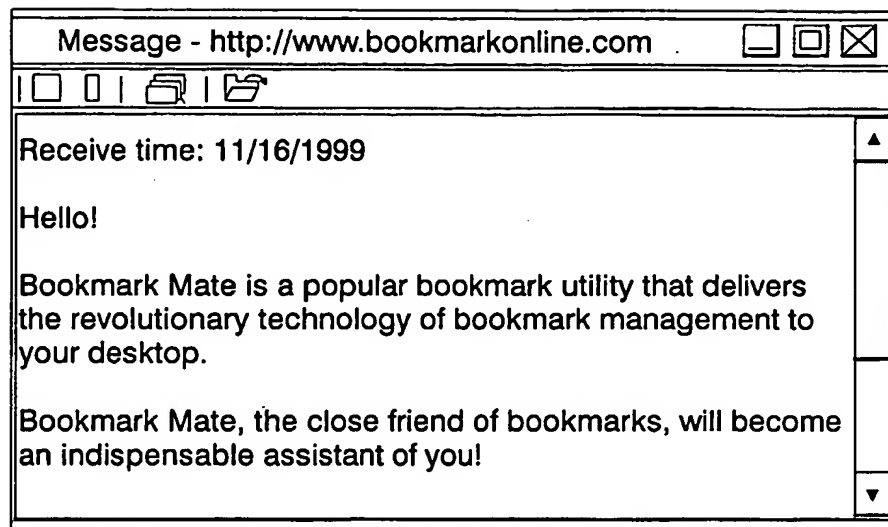 Message - http://www.bookmarkonline.com
Receive time: 11/16/1999
Hello!
Bookmark Mate is a popular bookmark utility that delivers
the revolutionary technology of bookmark management to
your desktop.
Bookmark Mate, the close friend of bookmarks, will become
an indispensable assistant of you!